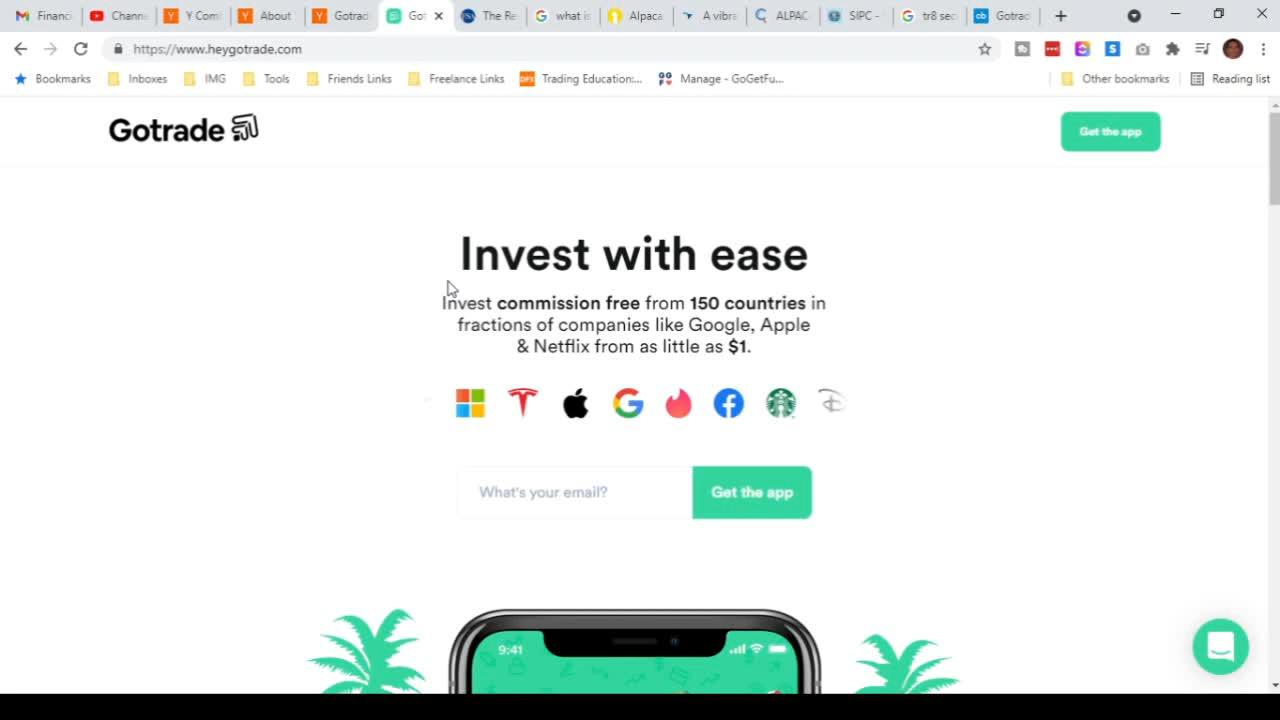 Financi
Channe
Y Com
About
Gotrad
Got
The Re
what is
Alpaca
A vibra
ALPAC
SIPC -
tr8 sec
Gotrad
https://www.heygotrade.com
Bookmarks
Inboxes
IMG
Tools
Friends Links
Freelance Links
DFX
Trading Education:...
Manage - GoGetFu...
Other bookmarks
Reading list
Gotrade
Get the app
Invest with ease
Invest commission free from 150 countries in
fractions of companies like Google, Apple
& Netflix from as little as $1.
What's your email?
Get the app
9:41